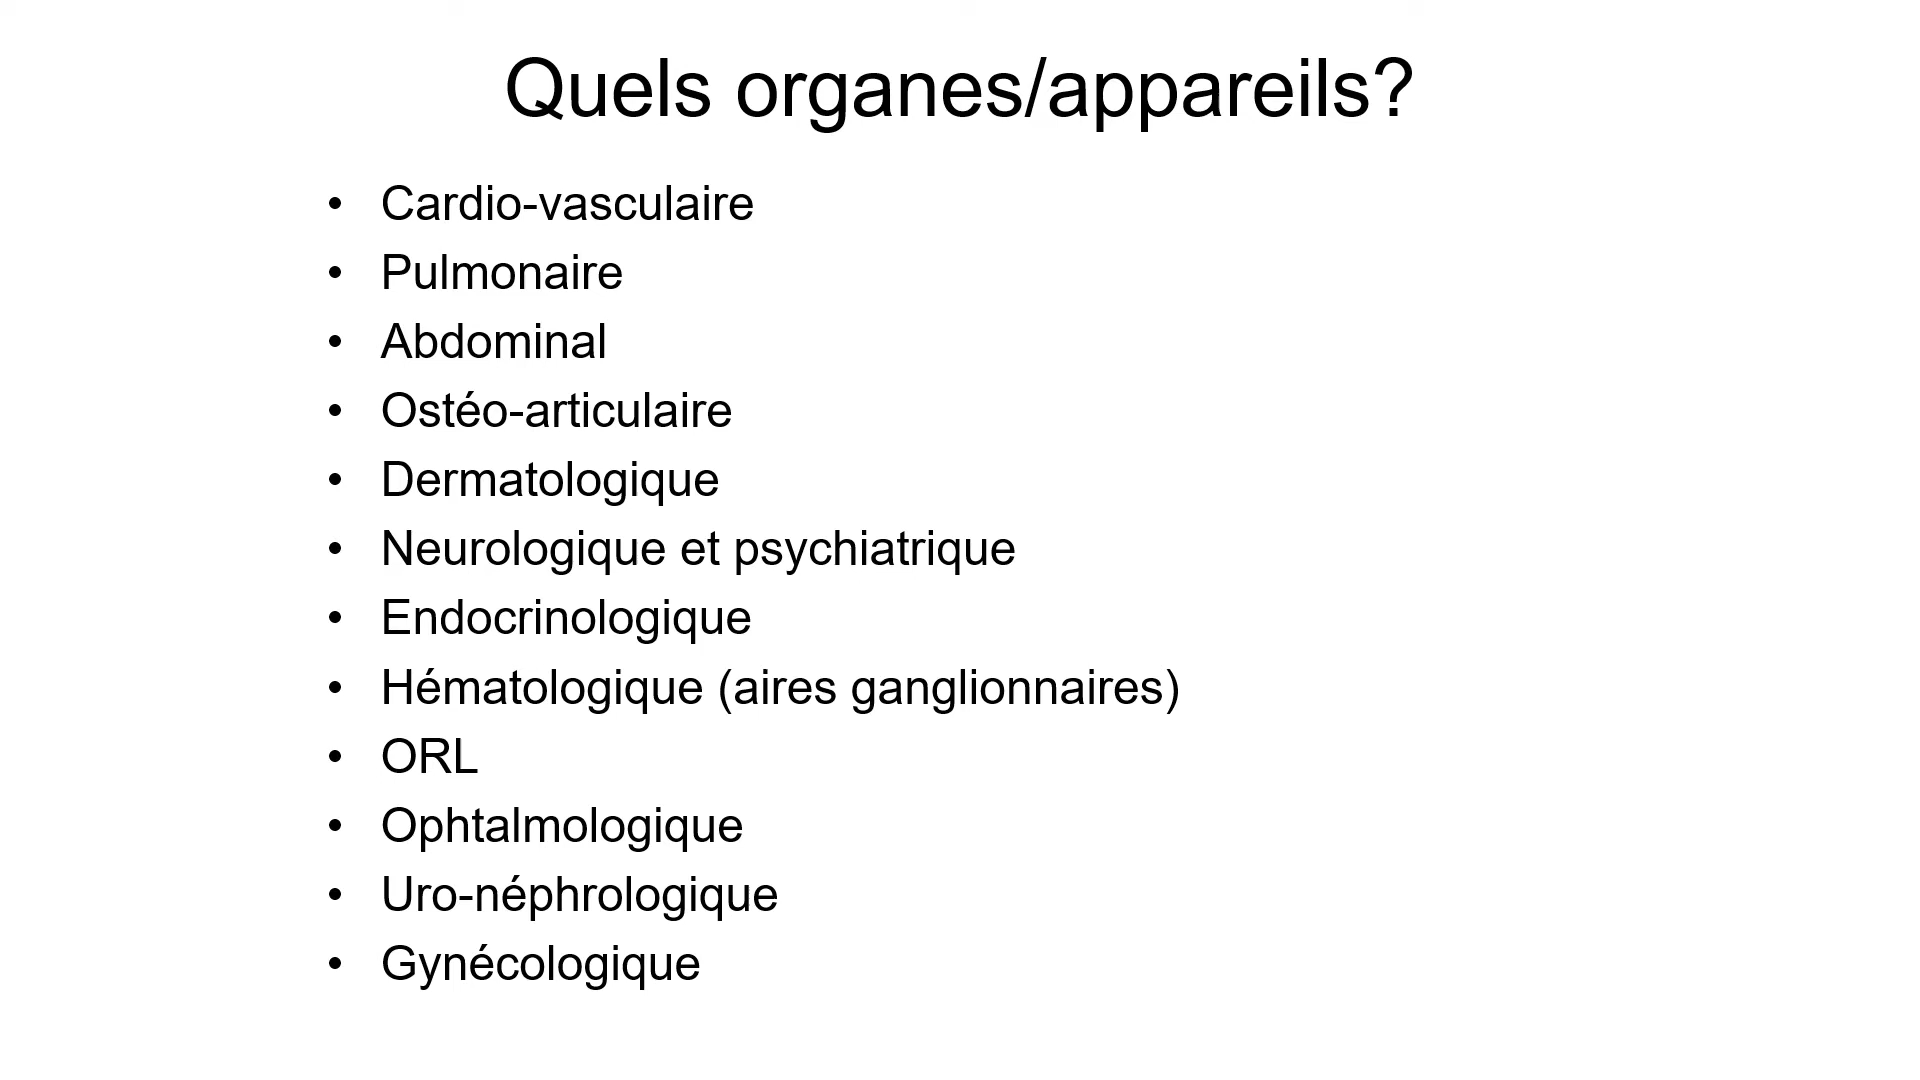 Quels organes/appareils?
• Cardio-vasculaire
• Pulmonaire
• Abdominal
• Ostéo-articulaire
• Dermatologique
• Neurologique et psychiatrique
• Endocrinologique
• Hématologique (aires ganglionnaires)
• ORL
• Ophtalmologique
• Uro-néphrologique
• Gynécologique